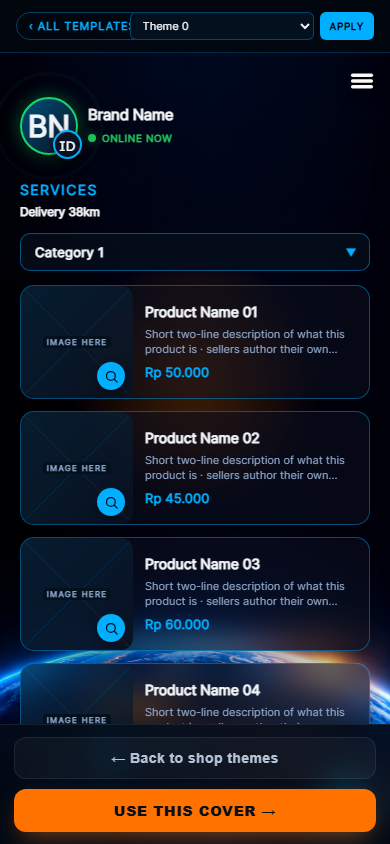 ‹ ALL TEMPLATES
Theme 0
APPLY
BN
ID
Brand Name
ONLINE NOW
SERVICES
Delivery 38km
Category 1
IMAGE HERE
Product Name 01
Short two-line description of what this
product is · sellers author their own...
Rp 50.000
IMAGE HERE
Product Name 02
Short two-line description of what this
product is · sellers author their own...
Rp 45.000
IMAGE HERE
Product Name 03
Short two-line description of what this
product is · sellers author their own...
Rp 60.000
IMAGE HERE
Product Name 04
Short two-line description of what this
← Back to shop themes
USE THIS COVER →